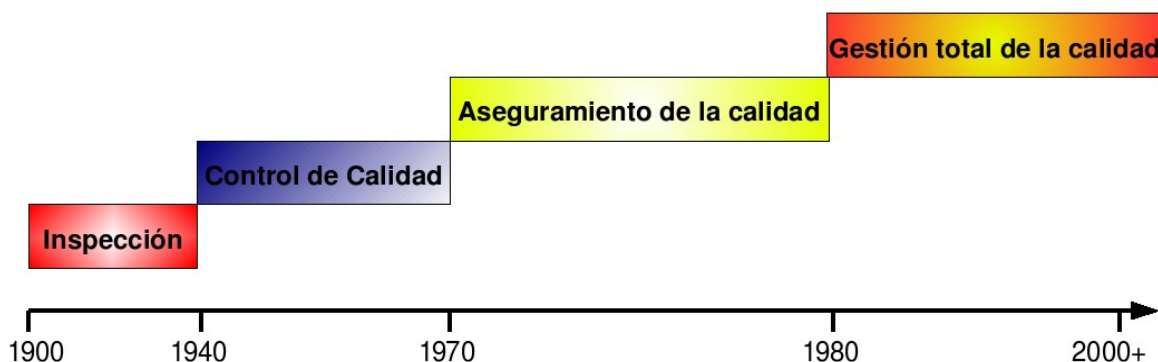 Gestión total de la calidad
Aseguramiento de la calidad
Control de Calidad
Inspección
1900 1940 1970 1980 2000+